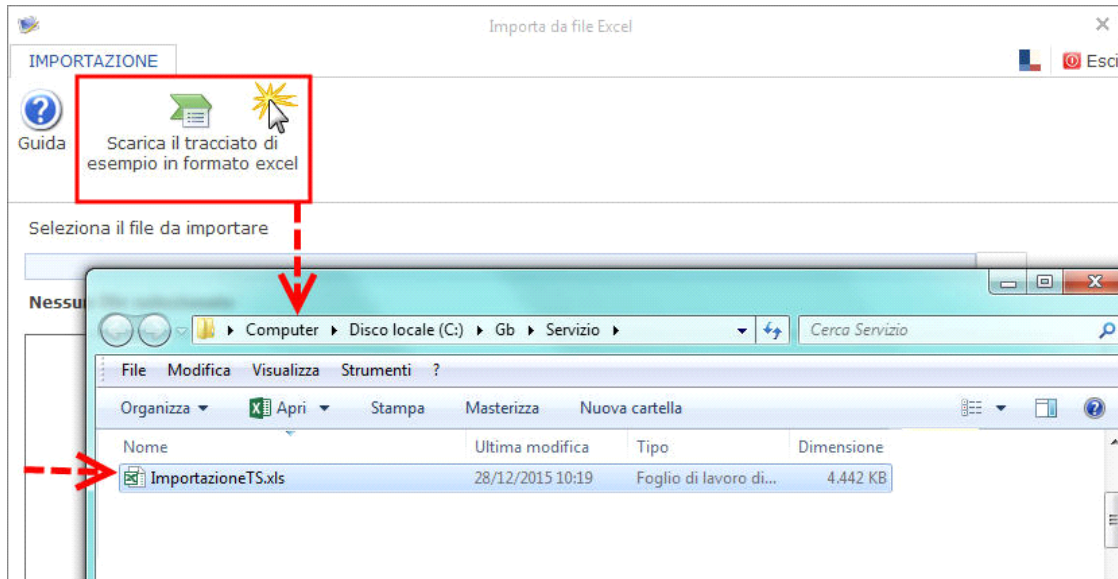 Importa da file Excel
IMPORTAZIONE
Esci
Guida
Scarica il tracciato di
esempio in formato excel
Seleziona il file da importare
Computer Disco locale (C:) Gb Servizio
Cerca Servizio
File Modifica Visualizza Strumenti ?
Organizza Apri Stampa Masterizza Nuova cartella
Nome Ultima modifica Tipo Dimensione
ImportazioneTS.xls 28/12/2015 10:19 Foglio di lavoro di... 4.442 KB